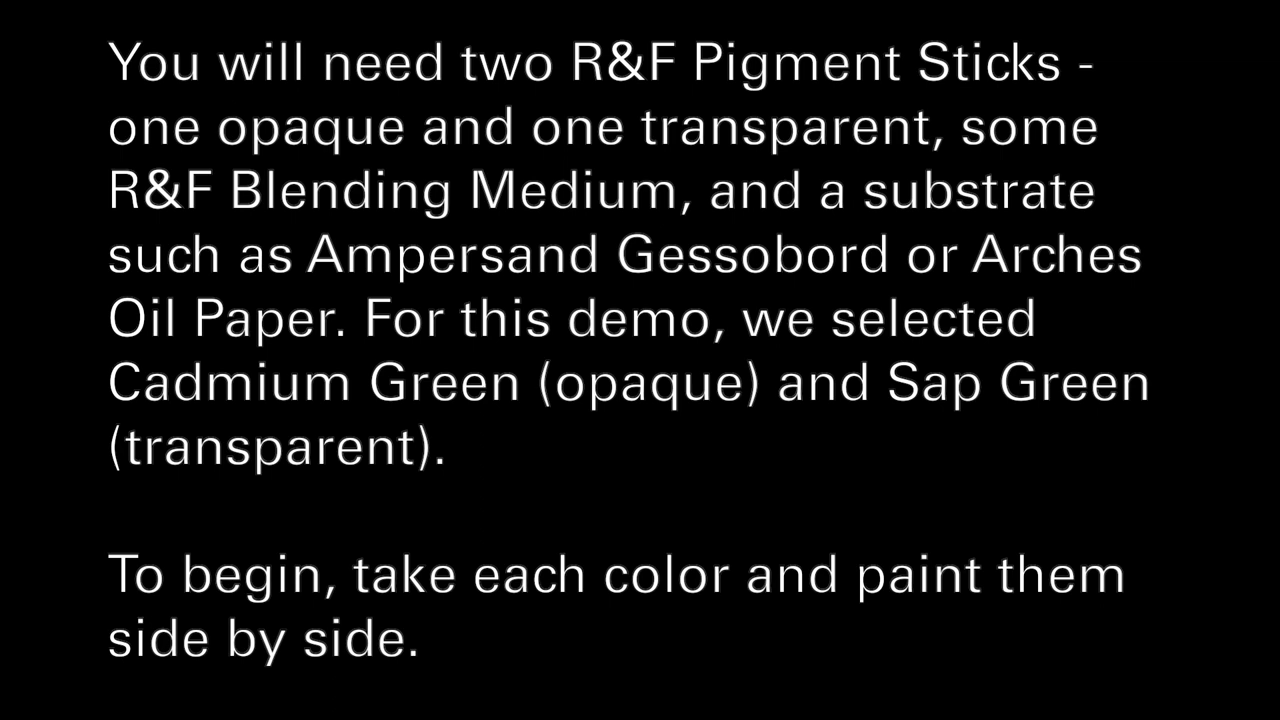 You will need two R&F Pigment Sticks -
one opaque and one transparent, some
R&F Blending Medium, and a substrate
such as Ampersand Gessobord or Arches
Oil Paper. For this demo, we selected
Cadmium Green (opaque) and Sap Green
(transparent).
To begin, take each color and paint them
side by side.